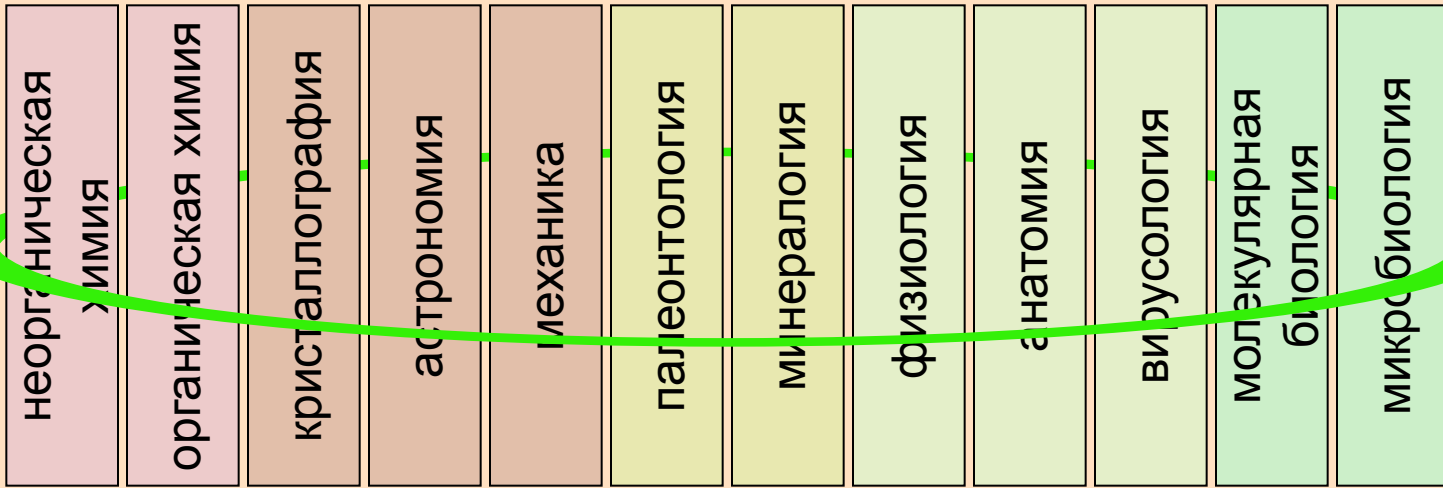 неорганическая
химия
органическая химия
кристаллография
астрономия
механика
палеонтология
минералогия
физиология
анатомия
вирусология
молекулярная
биология
микробиология